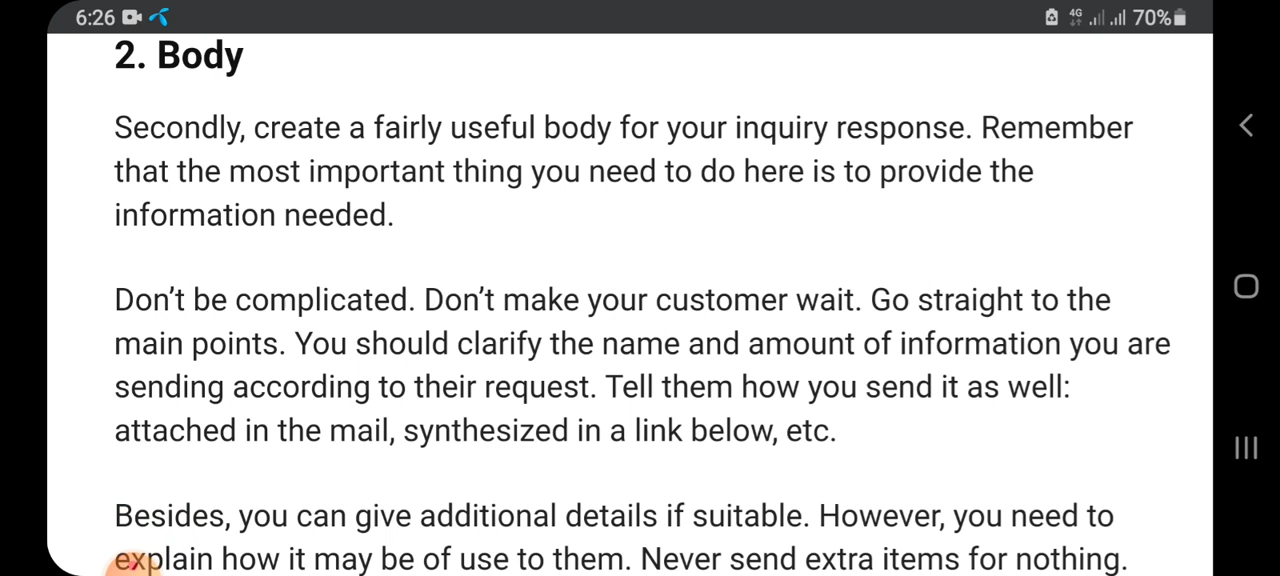 6:26
4G
70%
2. Body
Secondly, create a fairly useful body for your inquiry response. Remember
that the most important thing you need to do here is to provide the
information needed.
Don’t be complicated. Don’t make your customer wait. Go straight to the
main points. You should clarify the name and amount of information you are
sending according to their request. Tell them how you send it as well:
attached in the mail, synthesized in a link below, etc.
Besides, you can give additional details if suitable. However, you need to
explain how it may be of use to them. Never send extra items for nothing.